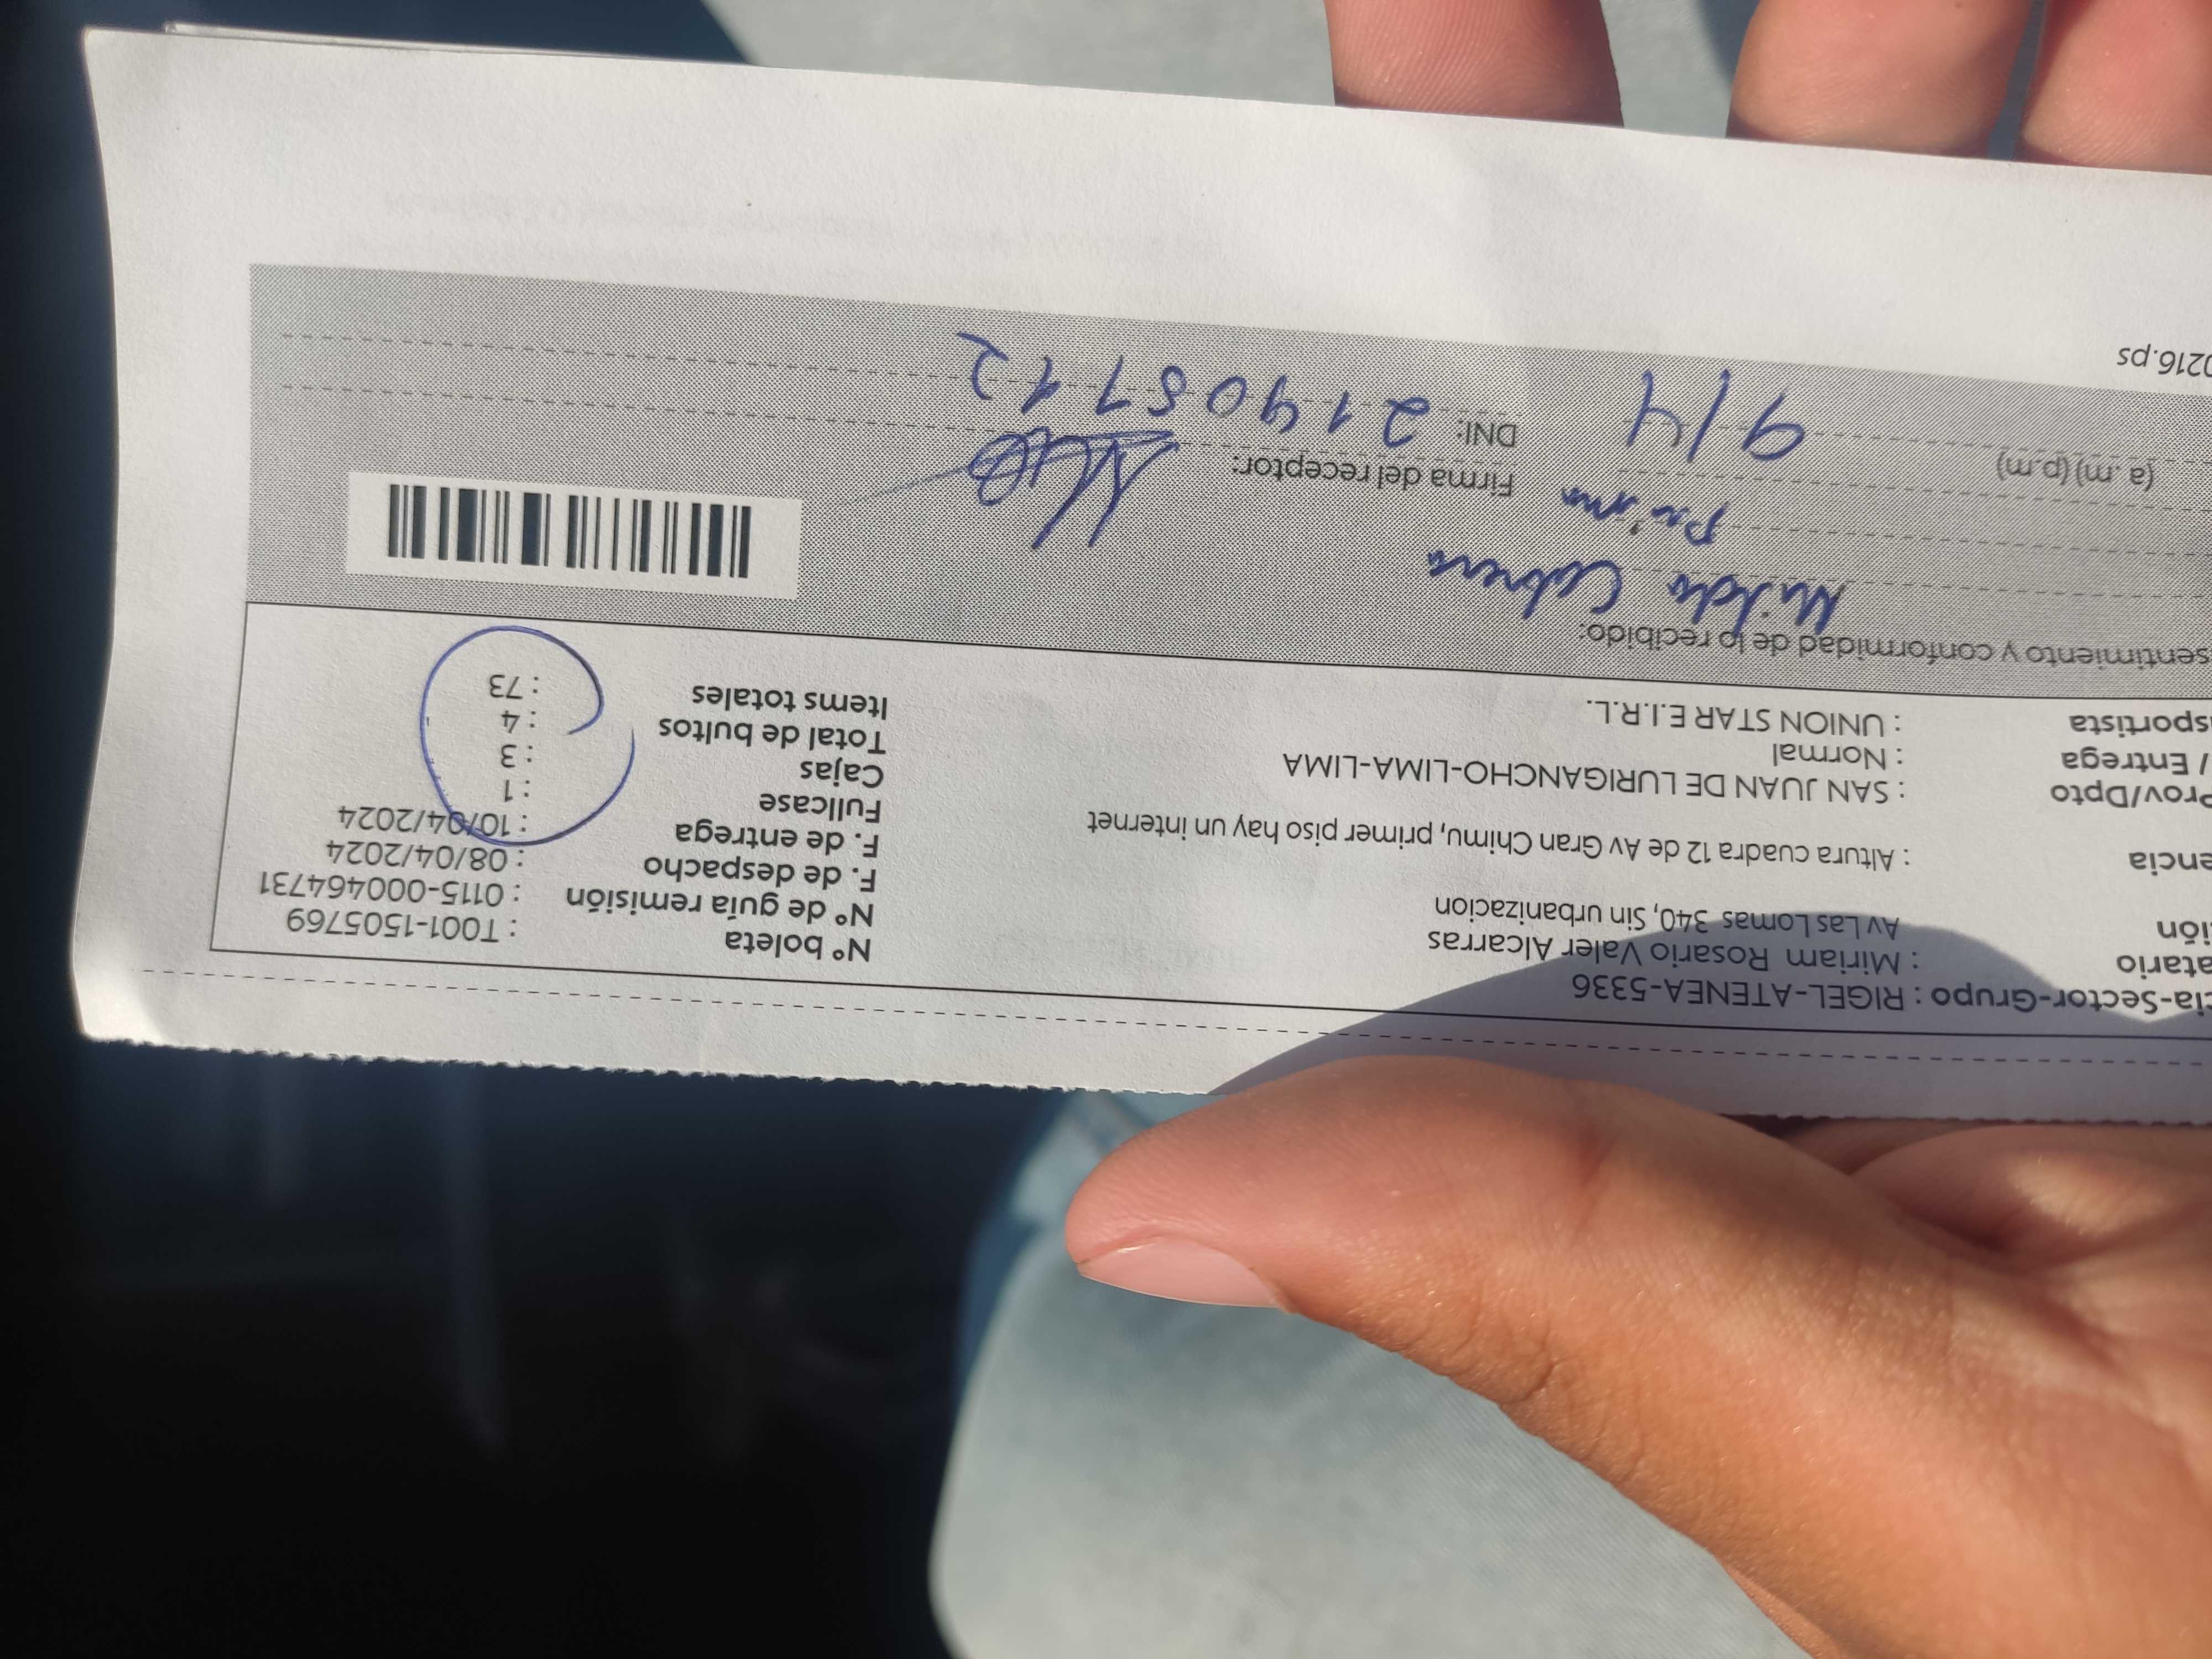 cia-Sector-Grupo : RIGEL-ATENEA-5336
atario : Miriam Rosario Valer Alcarras
ión Av Las Lomas 340, Sin urbanizacion
encia : Altura cuadra 12 de Av Gran Chimu, primer piso hay un internet
Prov/Dpto : SAN JUAN DE LURIGANCHO-LIMA-LIMA
/ Entrega : Normal
sportista : UNION STAR E.I.R.L.
Nº boleta : T001-1505769
Nº de guía remisión : 0115-000464731
F. de despacho : 08/04/2024
F. de entrega : 10/04/2024
Fullcase : 1
Cajas : 3
Total de bultos : 4
Items totales : 73
sentimiento y conformidad de lo recibido:
Cabrera
Prima
(a.m) (p.m) 9/4
Firma del receptor:
DNI: 21405712
0216.ps